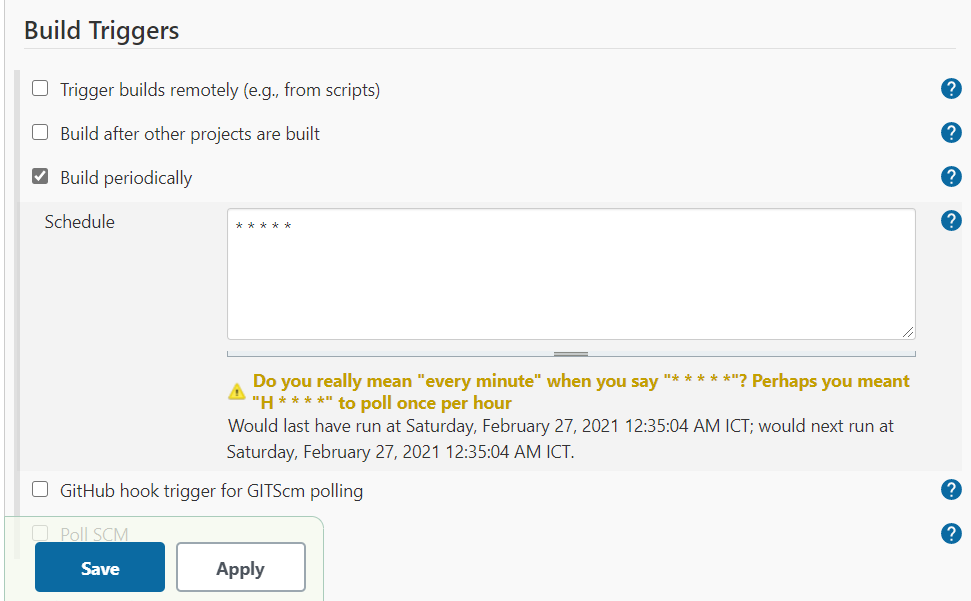 Build Triggers
Trigger builds remotely (e.g., from scripts)
?
Build after other projects are built
?
Build periodically
?
Schedule
* * * * *
?
Do you really mean "every minute" when you say "* * * * *"? Perhaps you meant
"H * * * *" to poll once per hour
Would last have run at Saturday, February 27, 2021 12:35:04 AM ICT; would next run at
Saturday, February 27, 2021 12:35:04 AM ICT.
GitHub hook trigger for GITScm polling
?
Poll SCM
?
Save
Apply